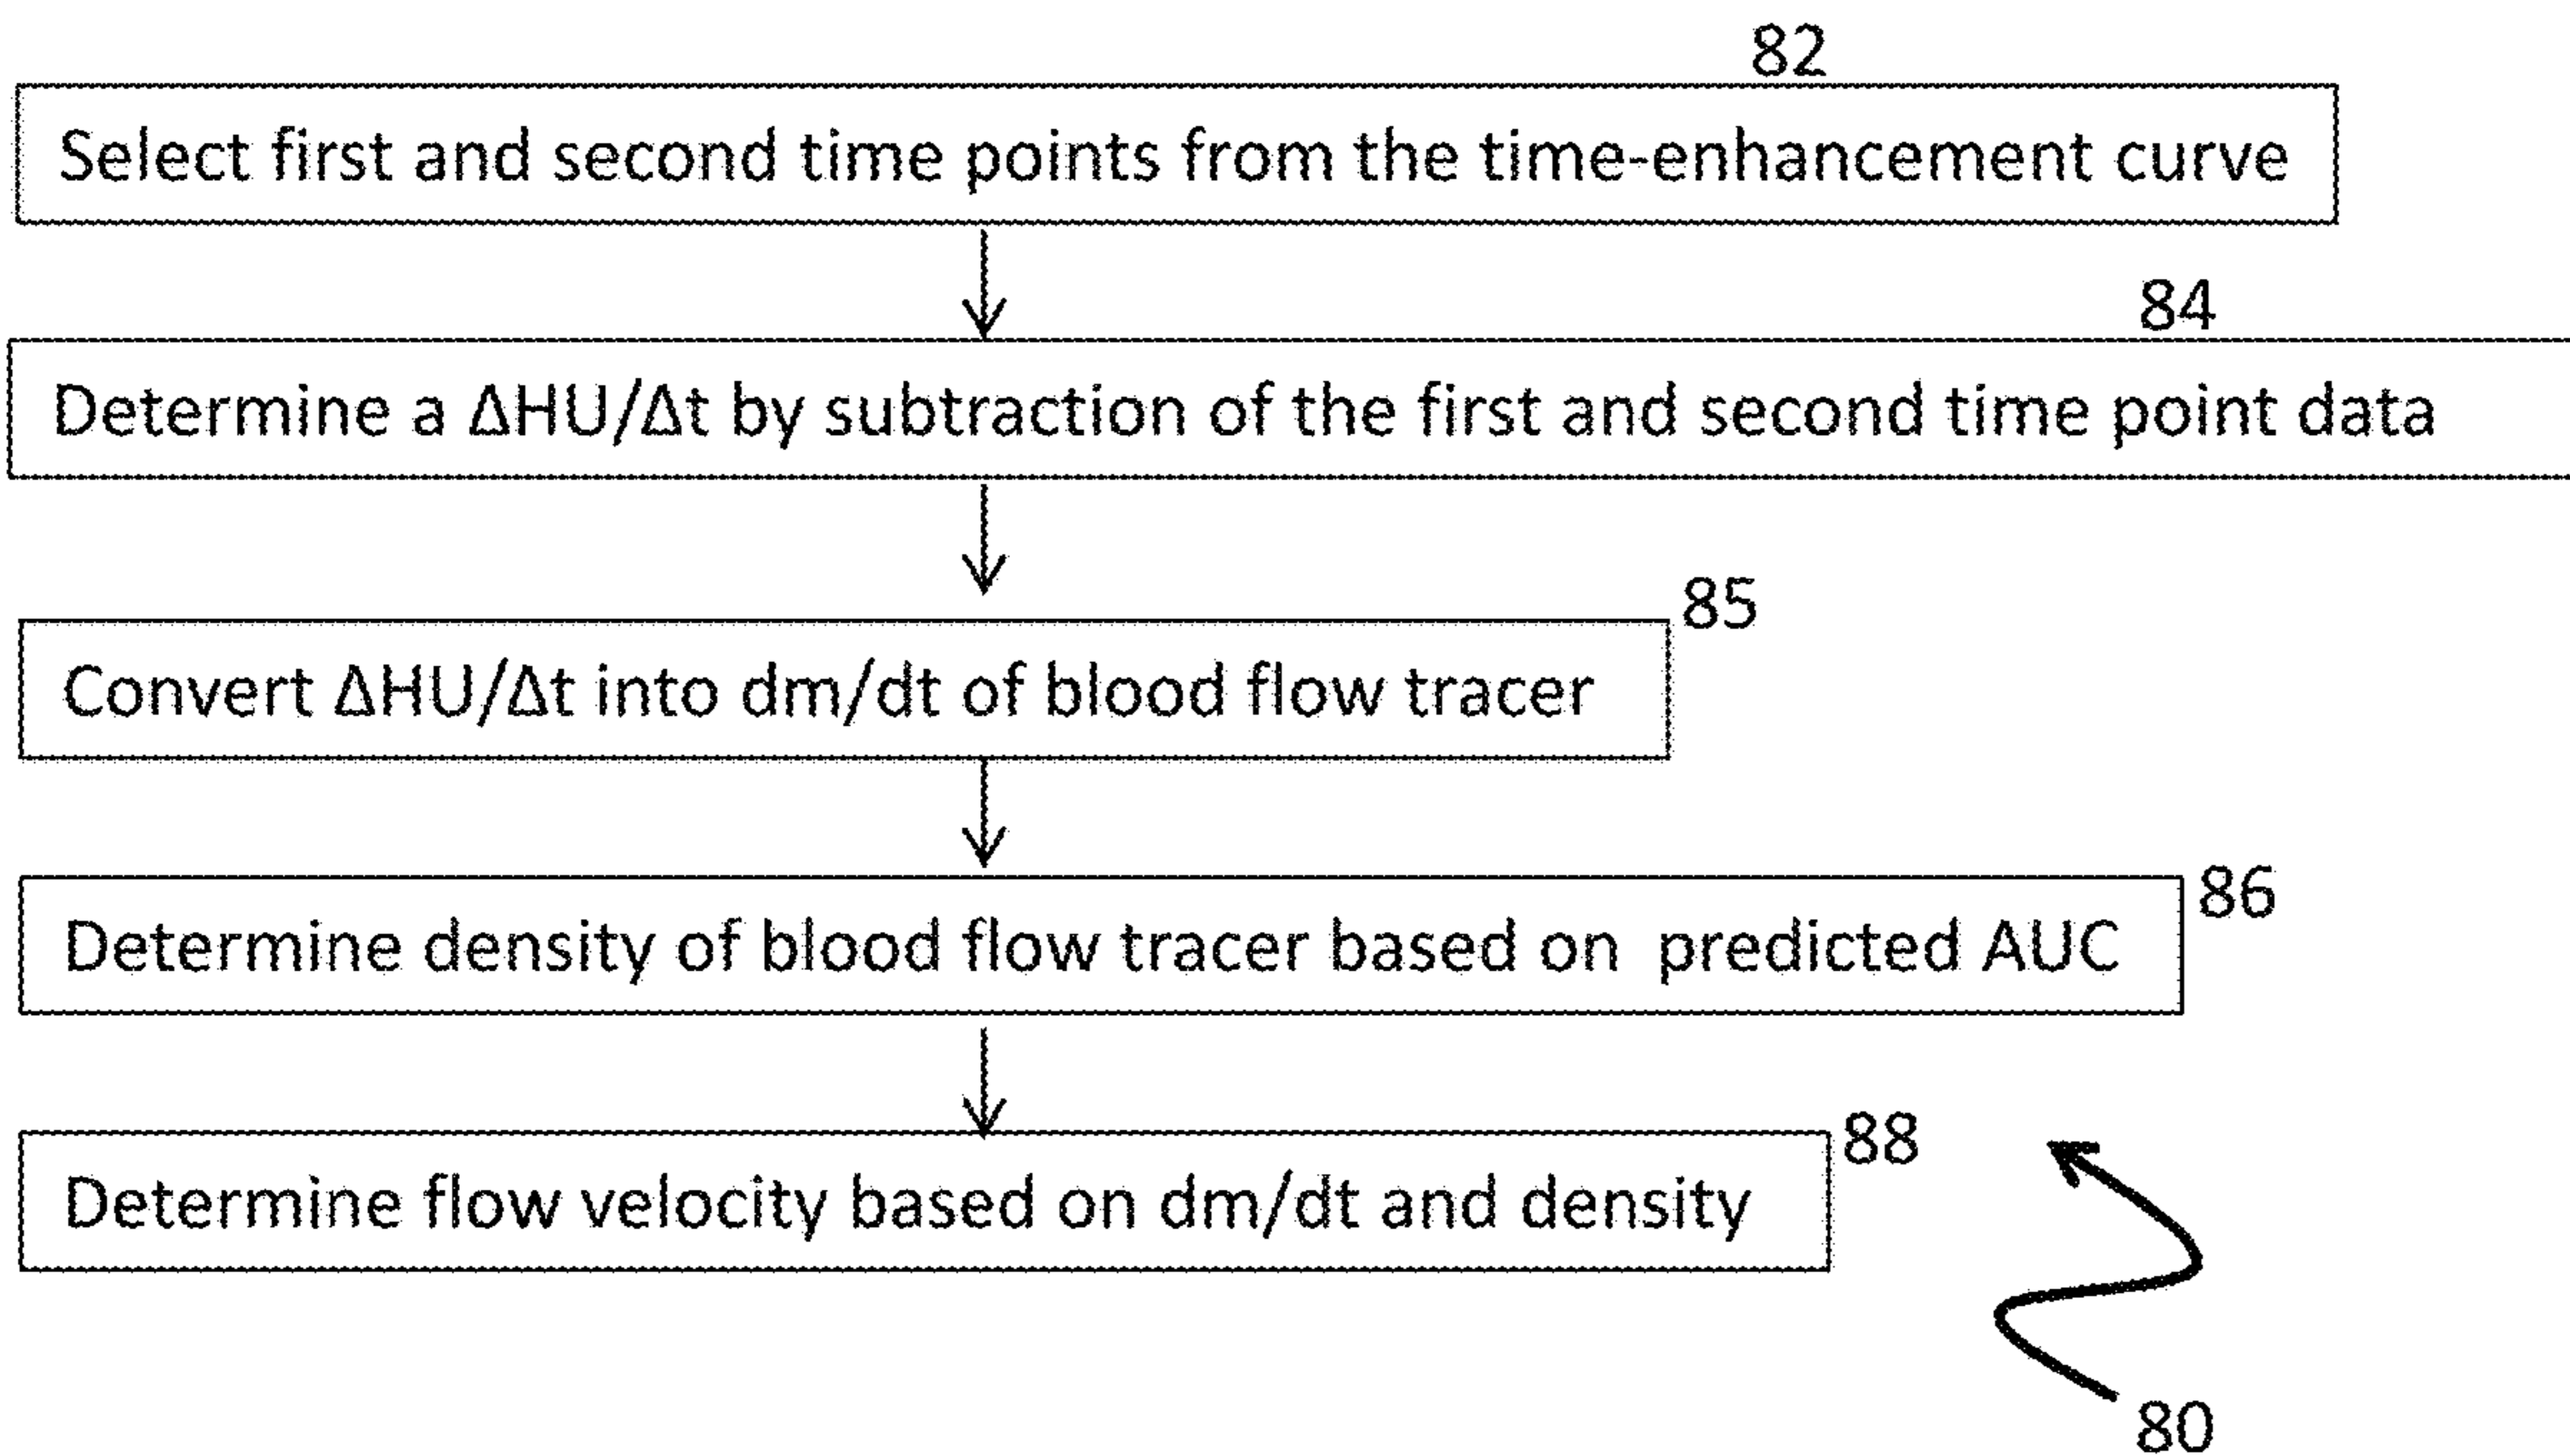 82
Select first and second time points from the time-enhancement curve
84
Determine a ΔHU/Δt by subtraction of the first and second time point data
85
Convert ΔHU/Δt into dm/dt of blood flow tracer
86
Determine density of blood flow tracer based on predicted AUC
88
Determine flow velocity based on dm/dt and density
80